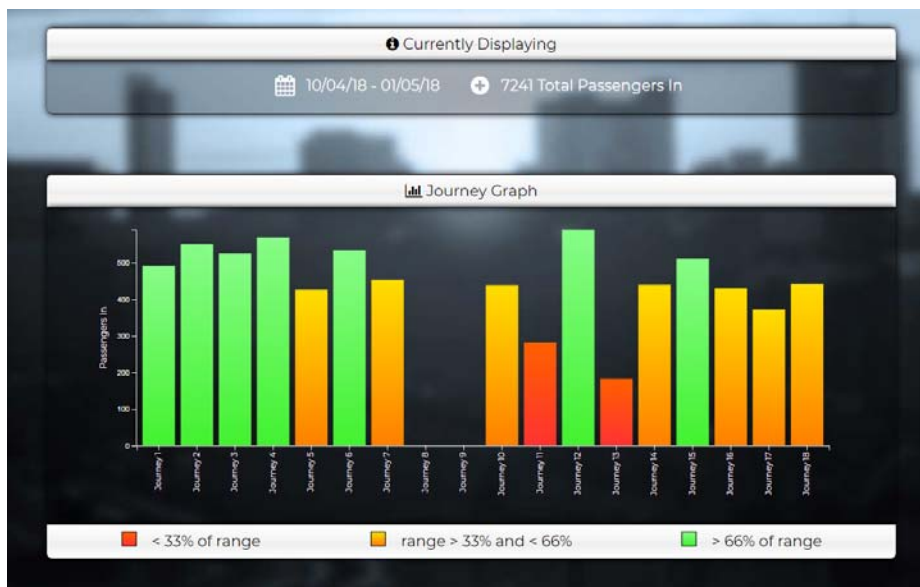 Currently Displaying
10/04/18 - 01/05/18 7241 Total Passengers In
Journey Graph
Passengers In
500
400
300
200
100
0
Journey 1
Journey 2
Journey 3
Journey 4
Journey 5
Journey 6
Journey 7
Journey 8
Journey 9
Journey 10
Journey 11
Journey 12
Journey 13
Journey 14
Journey 15
Journey 16
Journey 17
Journey 18
< 33% of range range > 33% and < 66% > 66% of range